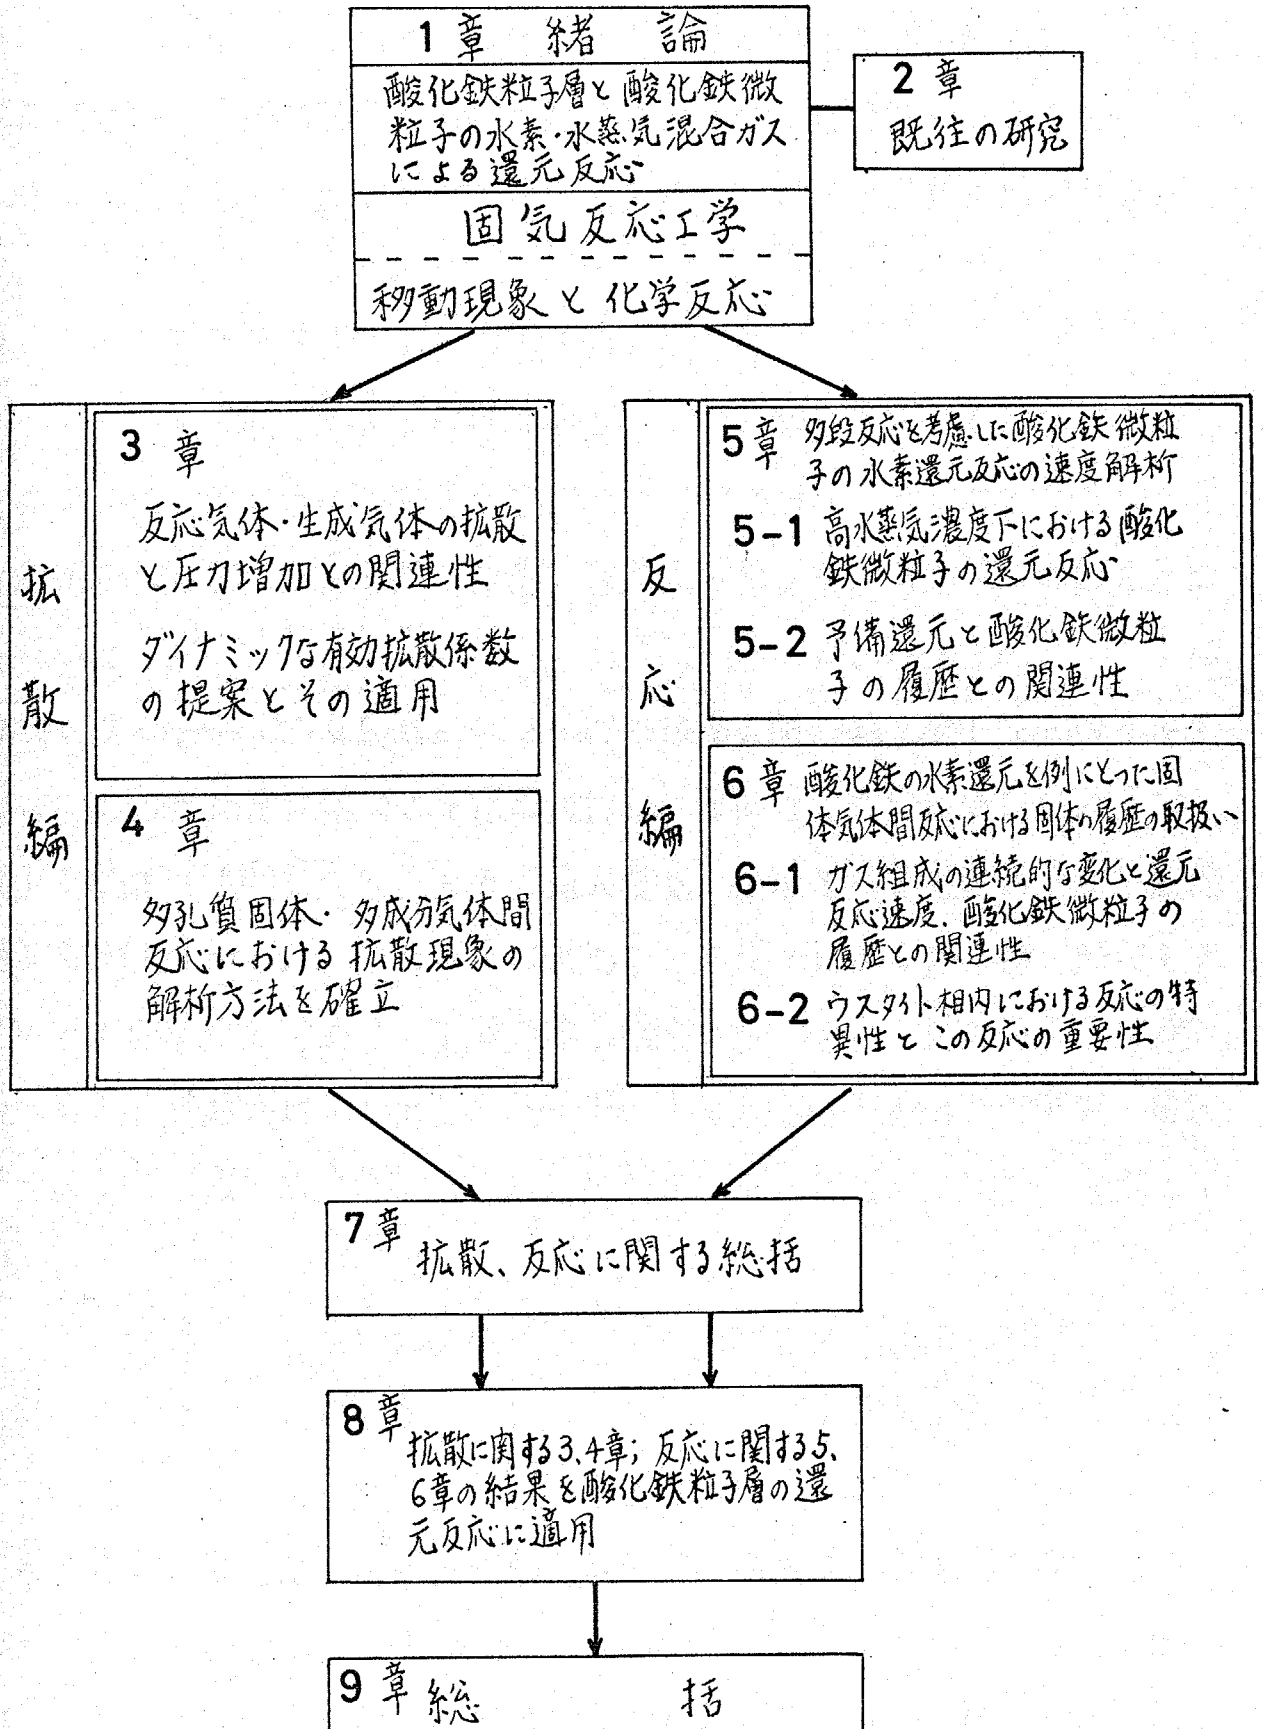 1章 緒論
酸化鉄粒子層と酸化鉄微
粒子の水素・水蒸気混合ガス
による還元反応
固気反応工学
移動現象と化学反応
2章
既往の研究
拡散編
3章
反応気体・生成気体の拡散
と圧力増加との関連性
ダイナミックな有効拡散係数
の提案とその適用
4章
多孔質固体・多成分気体間
反応における拡散現象の
解析方法を確立
反応編
5章 多段反応を考慮した酸化鉄微粒
子の水素還元反応の速度解析
5-1 高水蒸気濃度下における酸化
鉄微粒子の還元反応
5-2 予備還元と酸化鉄微粒
子の履歴との関連性
6章 酸化鉄の水素還元を例にとった固
体気体間反応における固体の履歴の取扱い
6-1 ガス組成の連続的な変化と還元
反応速度、酸化鉄微粒子の
履歴との関連性
6-2 ウスタイト相内における反応の特
異性とこの反応の重要性
7章
拡散、反応に関する総括
8章
拡散に関する3、4章; 反応に関する5、
6章の結果を酸化鉄粒子層の還
元反応に適用
9章 総括